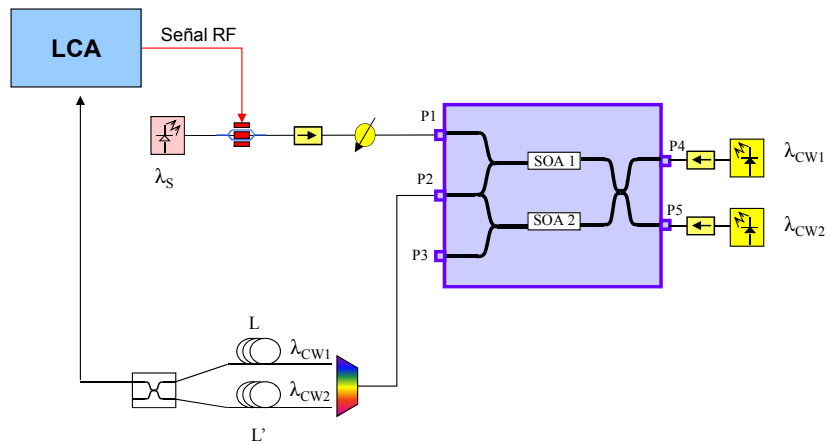 LCA
Señal RF
λS
P1
P2
P3
SOA 1
SOA 2
P4
P5
λCW1
λCW2
L
λCW1
λCW2
L’